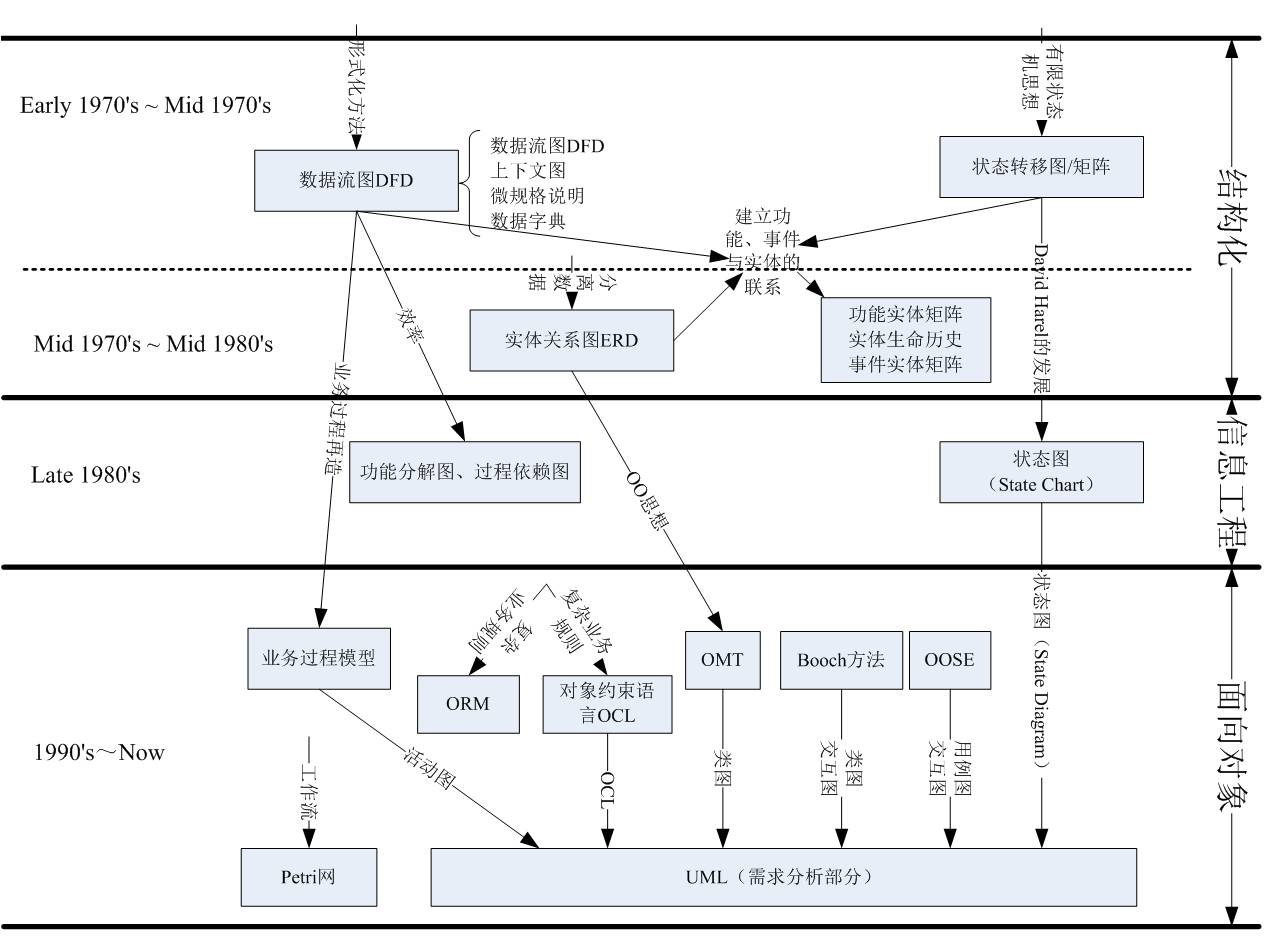 形式化方法
有限状态
机思想
Early 1970's ~ Mid 1970's
数据流图DFD
数据流图DFD
上下文图
微规格说明
数据字典
状态转移图/矩阵
结构化
建立功
能、事件
与实体的
联系
分离
数据
David Harel的发展
Mid 1970's ~ Mid 1980's
效率
实体关系图ERD
功能实体矩阵
实体生命历史
事件实体矩阵
业务过程再造
信息工程
Late 1980's
功能分解图、过程依赖图
OO思想
状态图
（State Chart）
复杂
业务规则
复杂业务
规则
状态图（State Diagram）
面向对象
业务过程模型
ORM
对象约束语
言OCL
OMT
Booch方法
OOSE
1990's～Now
工作流
活动图
OCL
类图
类图
交互图
用例图
交互图
Petri网
UML（需求分析部分）